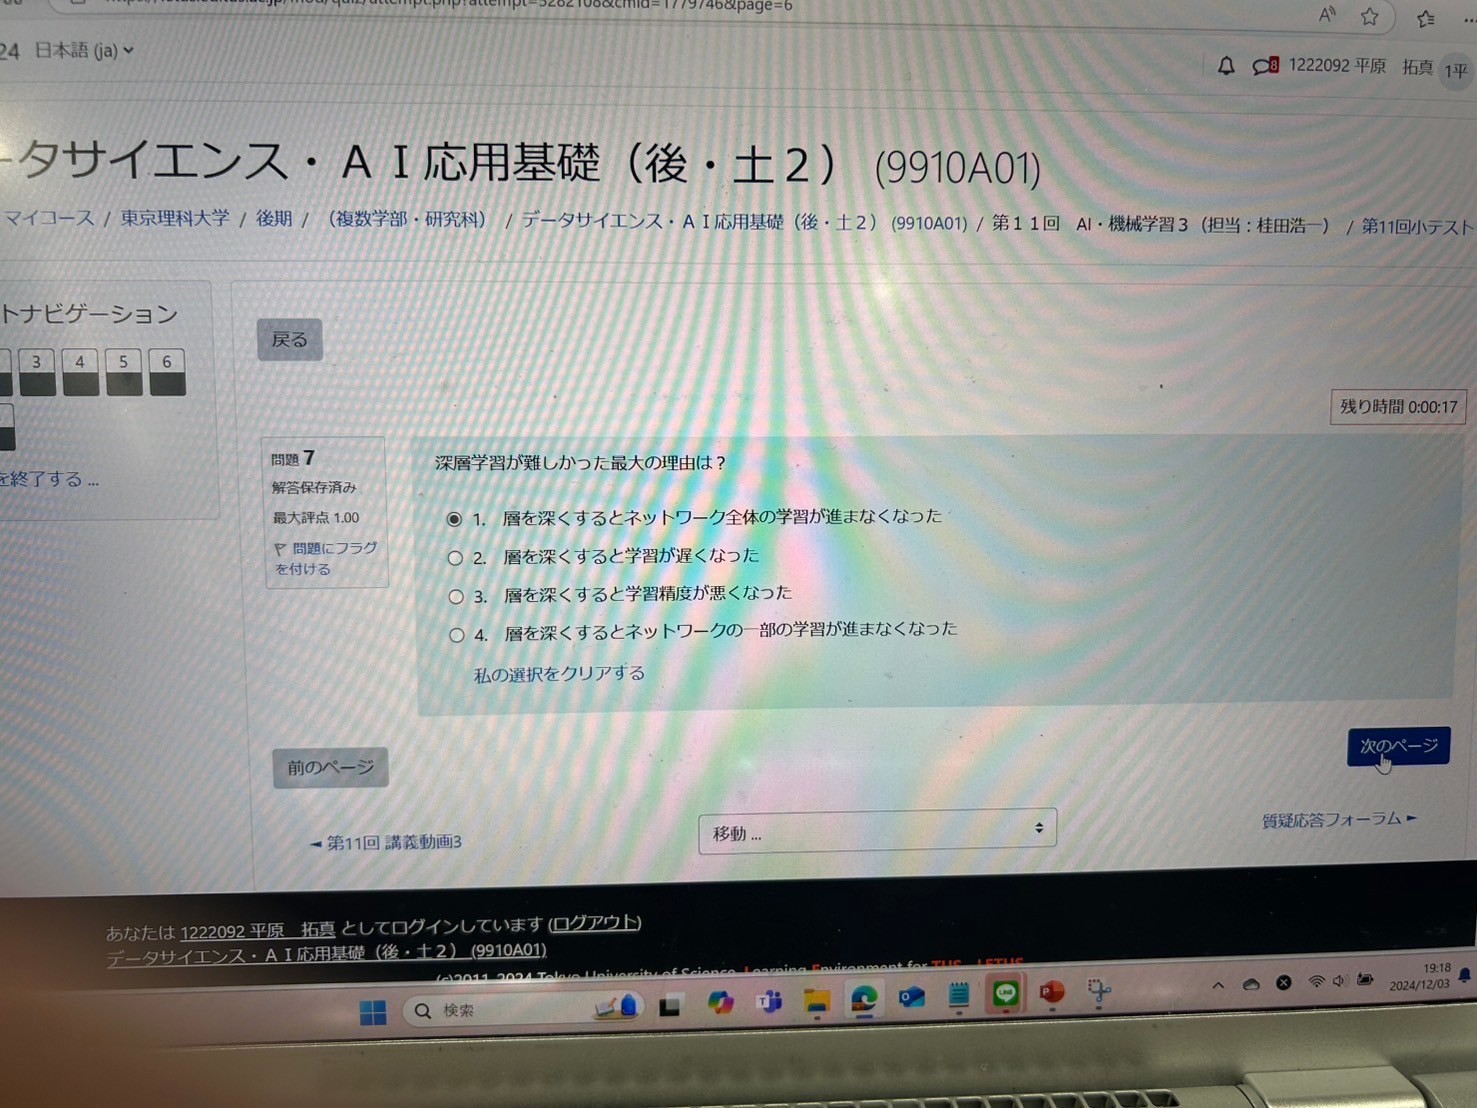 24 日本語 (ja)
8 1222092 平原 拓真 1平
ータサイエンス・ＡＩ応用基礎（後・土２） (9910A01)
マイコース / 東京理科大学 / 後期 / （複数学部・研究科） / データサイエンス・ＡＩ応用基礎（後・土２） (9910A01) / 第１１回 AI・機械学習３（担当：桂田浩一） / 第11回小テスト
トナビゲーション
3 4 5 6
を終了する ...
戻る
残り時間 0:00:17
問題 7
解答保存済み
最大評点 1.00
問題にフラグ
を付ける
深層学習が難しかった最大の理由は？
1. 層を深くするとネットワーク全体の学習が進まなくなった
2. 層を深くすると学習が遅くなった
3. 層を深くすると学習精度が悪くなった
4. 層を深くするとネットワークの一部の学習が進まなくなった
私の選択をクリアする
次のページ
前のページ
◄ 第11回 講義動画3
移動 ...
質疑応答フォーラム ►
あなたは 1222092 平原 拓真 としてログインしています (ログアウト)
データサイエンス・ＡＩ応用基礎（後・土２） (9910A01)
(c)2011-2024 Tokyo University of Science. Learning Environment for TUS - LETUS
検索
19:18
2024/12/03